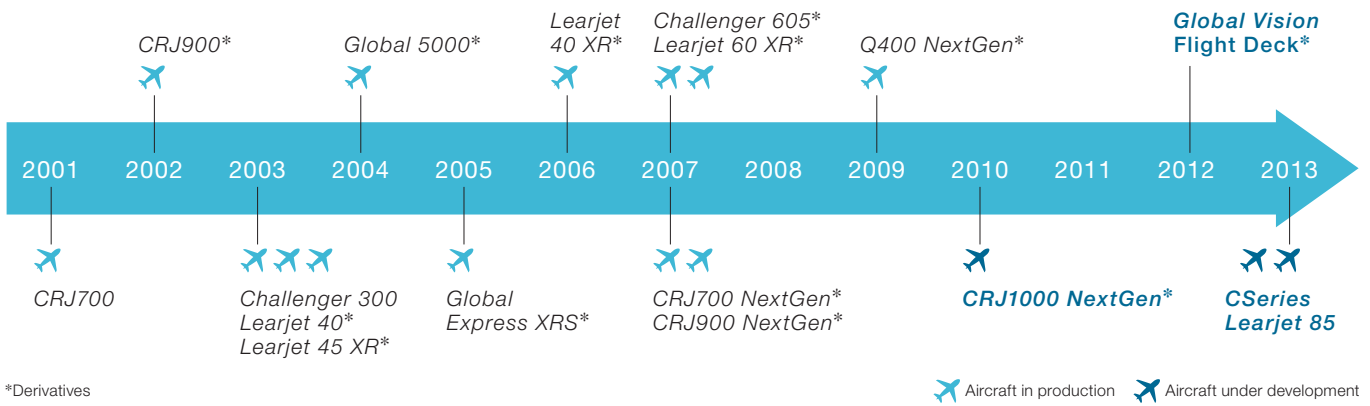 CRJ900*
Global 5000*
Learjet
40 XR*
Challenger 605*
Learjet 60 XR*
Q400 NextGen*
Global Vision
Flight Deck*
2001 2002 2003 2004 2005 2006 2007 2008 2009 2010 2011 2012 2013
CRJ700
Challenger 300
Learjet 40*
Learjet 45 XR*
Global
Express XRS*
CRJ700 NextGen*
CRJ900 NextGen*
CRJ1000 NextGen*
CSeries
Learjet 85
*Derivatives
Aircraft in production
Aircraft under development